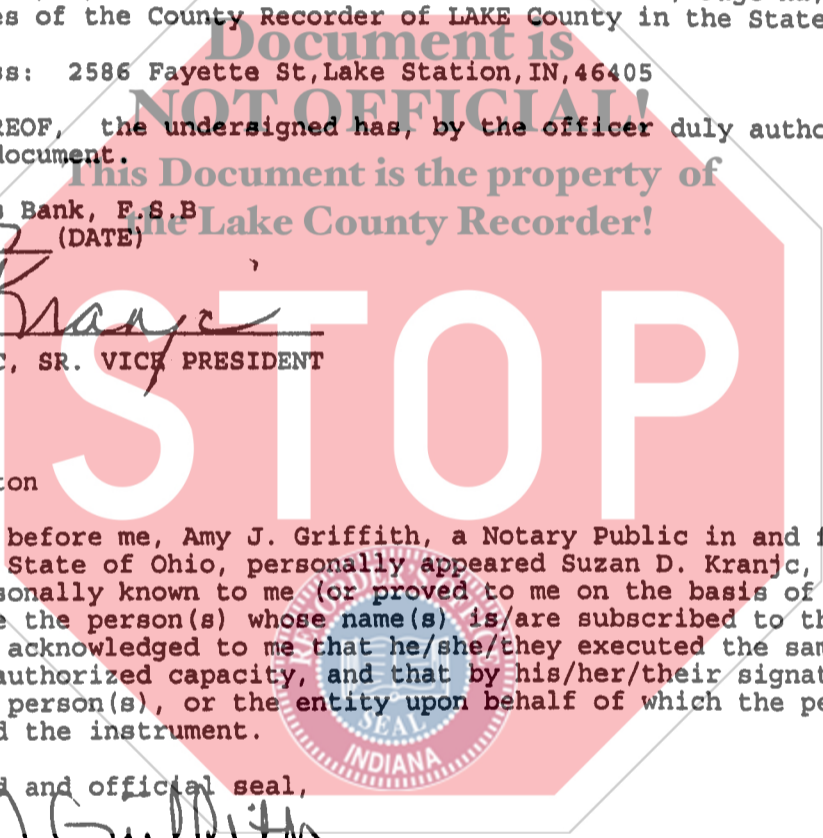 es of the County Recorder of LAKE County in the State
Document is
ss: 2586 Fayette St,Lake Station,IN,46405
NOT OFFICIAL!
REOF, the undersigned has, by the officer duly autho
document.
This Document is the property of
Bank, F.S.B
the Lake County Recorder!
(DATE)
Kranjc
C, SR. VICE PRESIDENT
STOP
ton
before me, Amy J. Griffith, a Notary Public in and f
State of Ohio, personally appeared Suzan D. Kranjc,
sonally known to me (or proved to me on the basis of
e the person(s) whose name(s) is/are subscribed to th
acknowledged to me that he/she/they executed the sam
authorized capacity, and that by his/her/their signat
person(s), or the entity upon behalf of which the pe
d the instrument.
RECORDER'S OFFICE
SEAL
INDIANA
d and official seal,
J Griffith